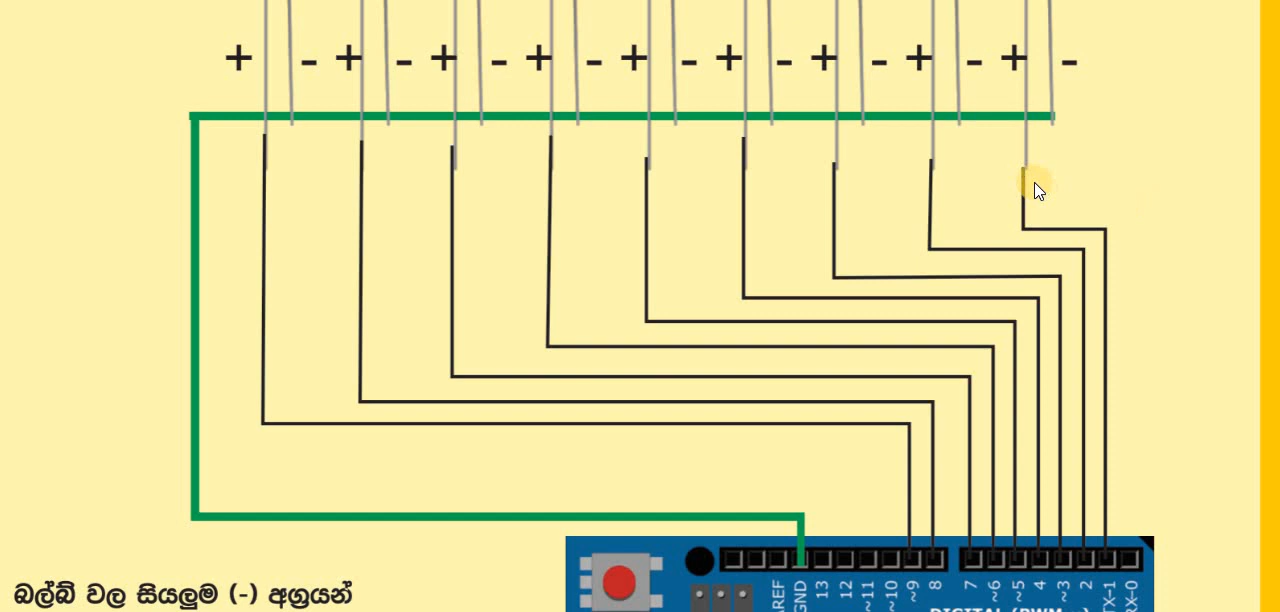 + - + - + - + - + - + - + - + - + -
AREF GND 13 12 ~11 ~10 ~9 8 7 ~6 ~5 4 ~3 2 TX-1 RX-0
බල්බ් වල සියලුම (-) අග්‍රයන්